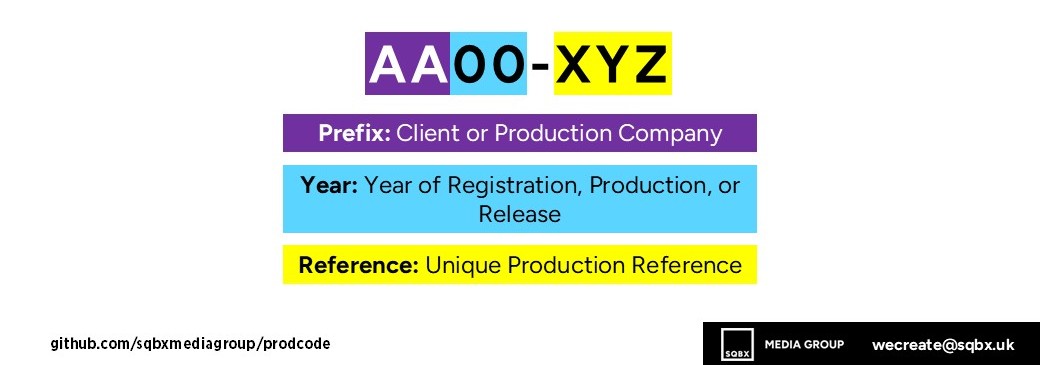 AA00-XYZ
Prefix: Client or Production Company
Year: Year of Registration, Production, or
Release
Reference: Unique Production Reference
github.com/sqbxmediagroup/prodcode
SQBX MEDIA GROUP wecreate@sqbx.uk